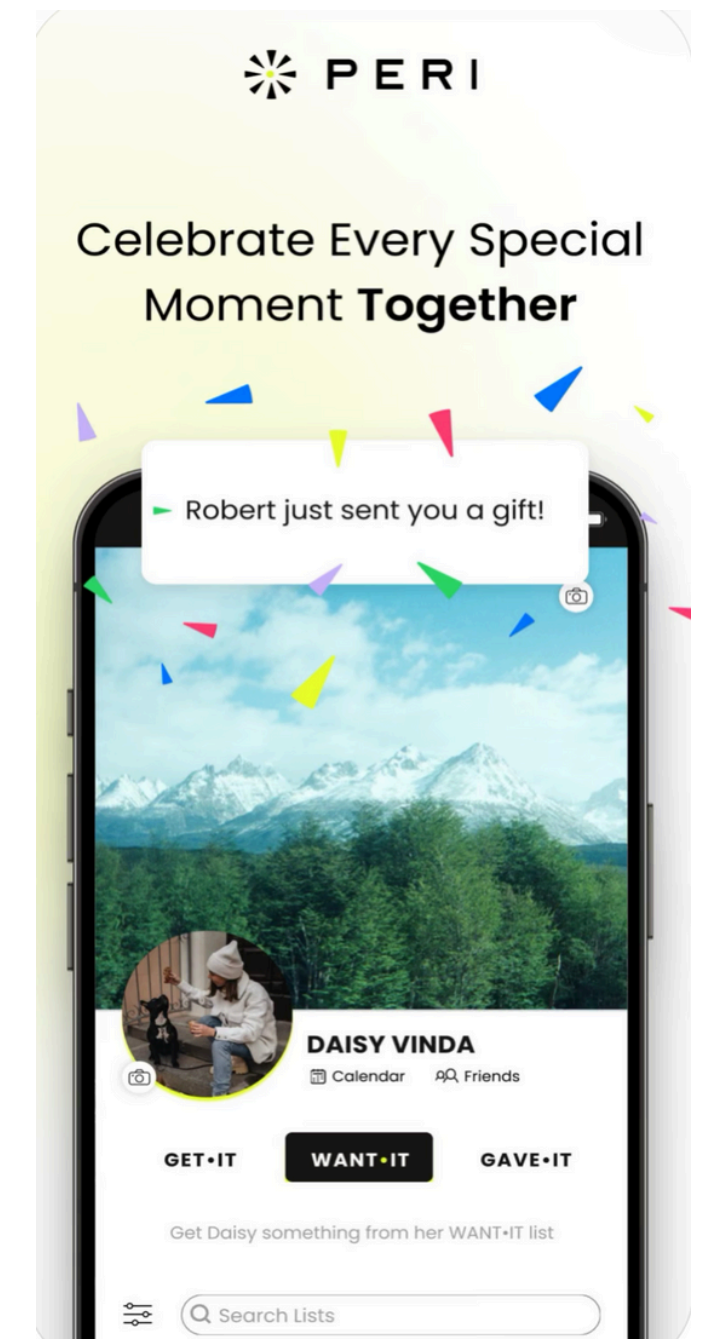 PERI
Celebrate Every Special
Moment Together
Robert just sent you a gift!
DAISY VINDA
Calendar Friends
GET•IT WANT•IT GAVE•IT
Get Daisy something from her WANT•IT list
Search Lists